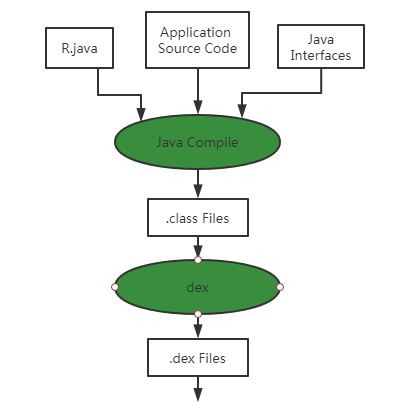 R.java
Application
Source Code
Java
Interfaces
Java Compile
.class Files
dex
.dex Files